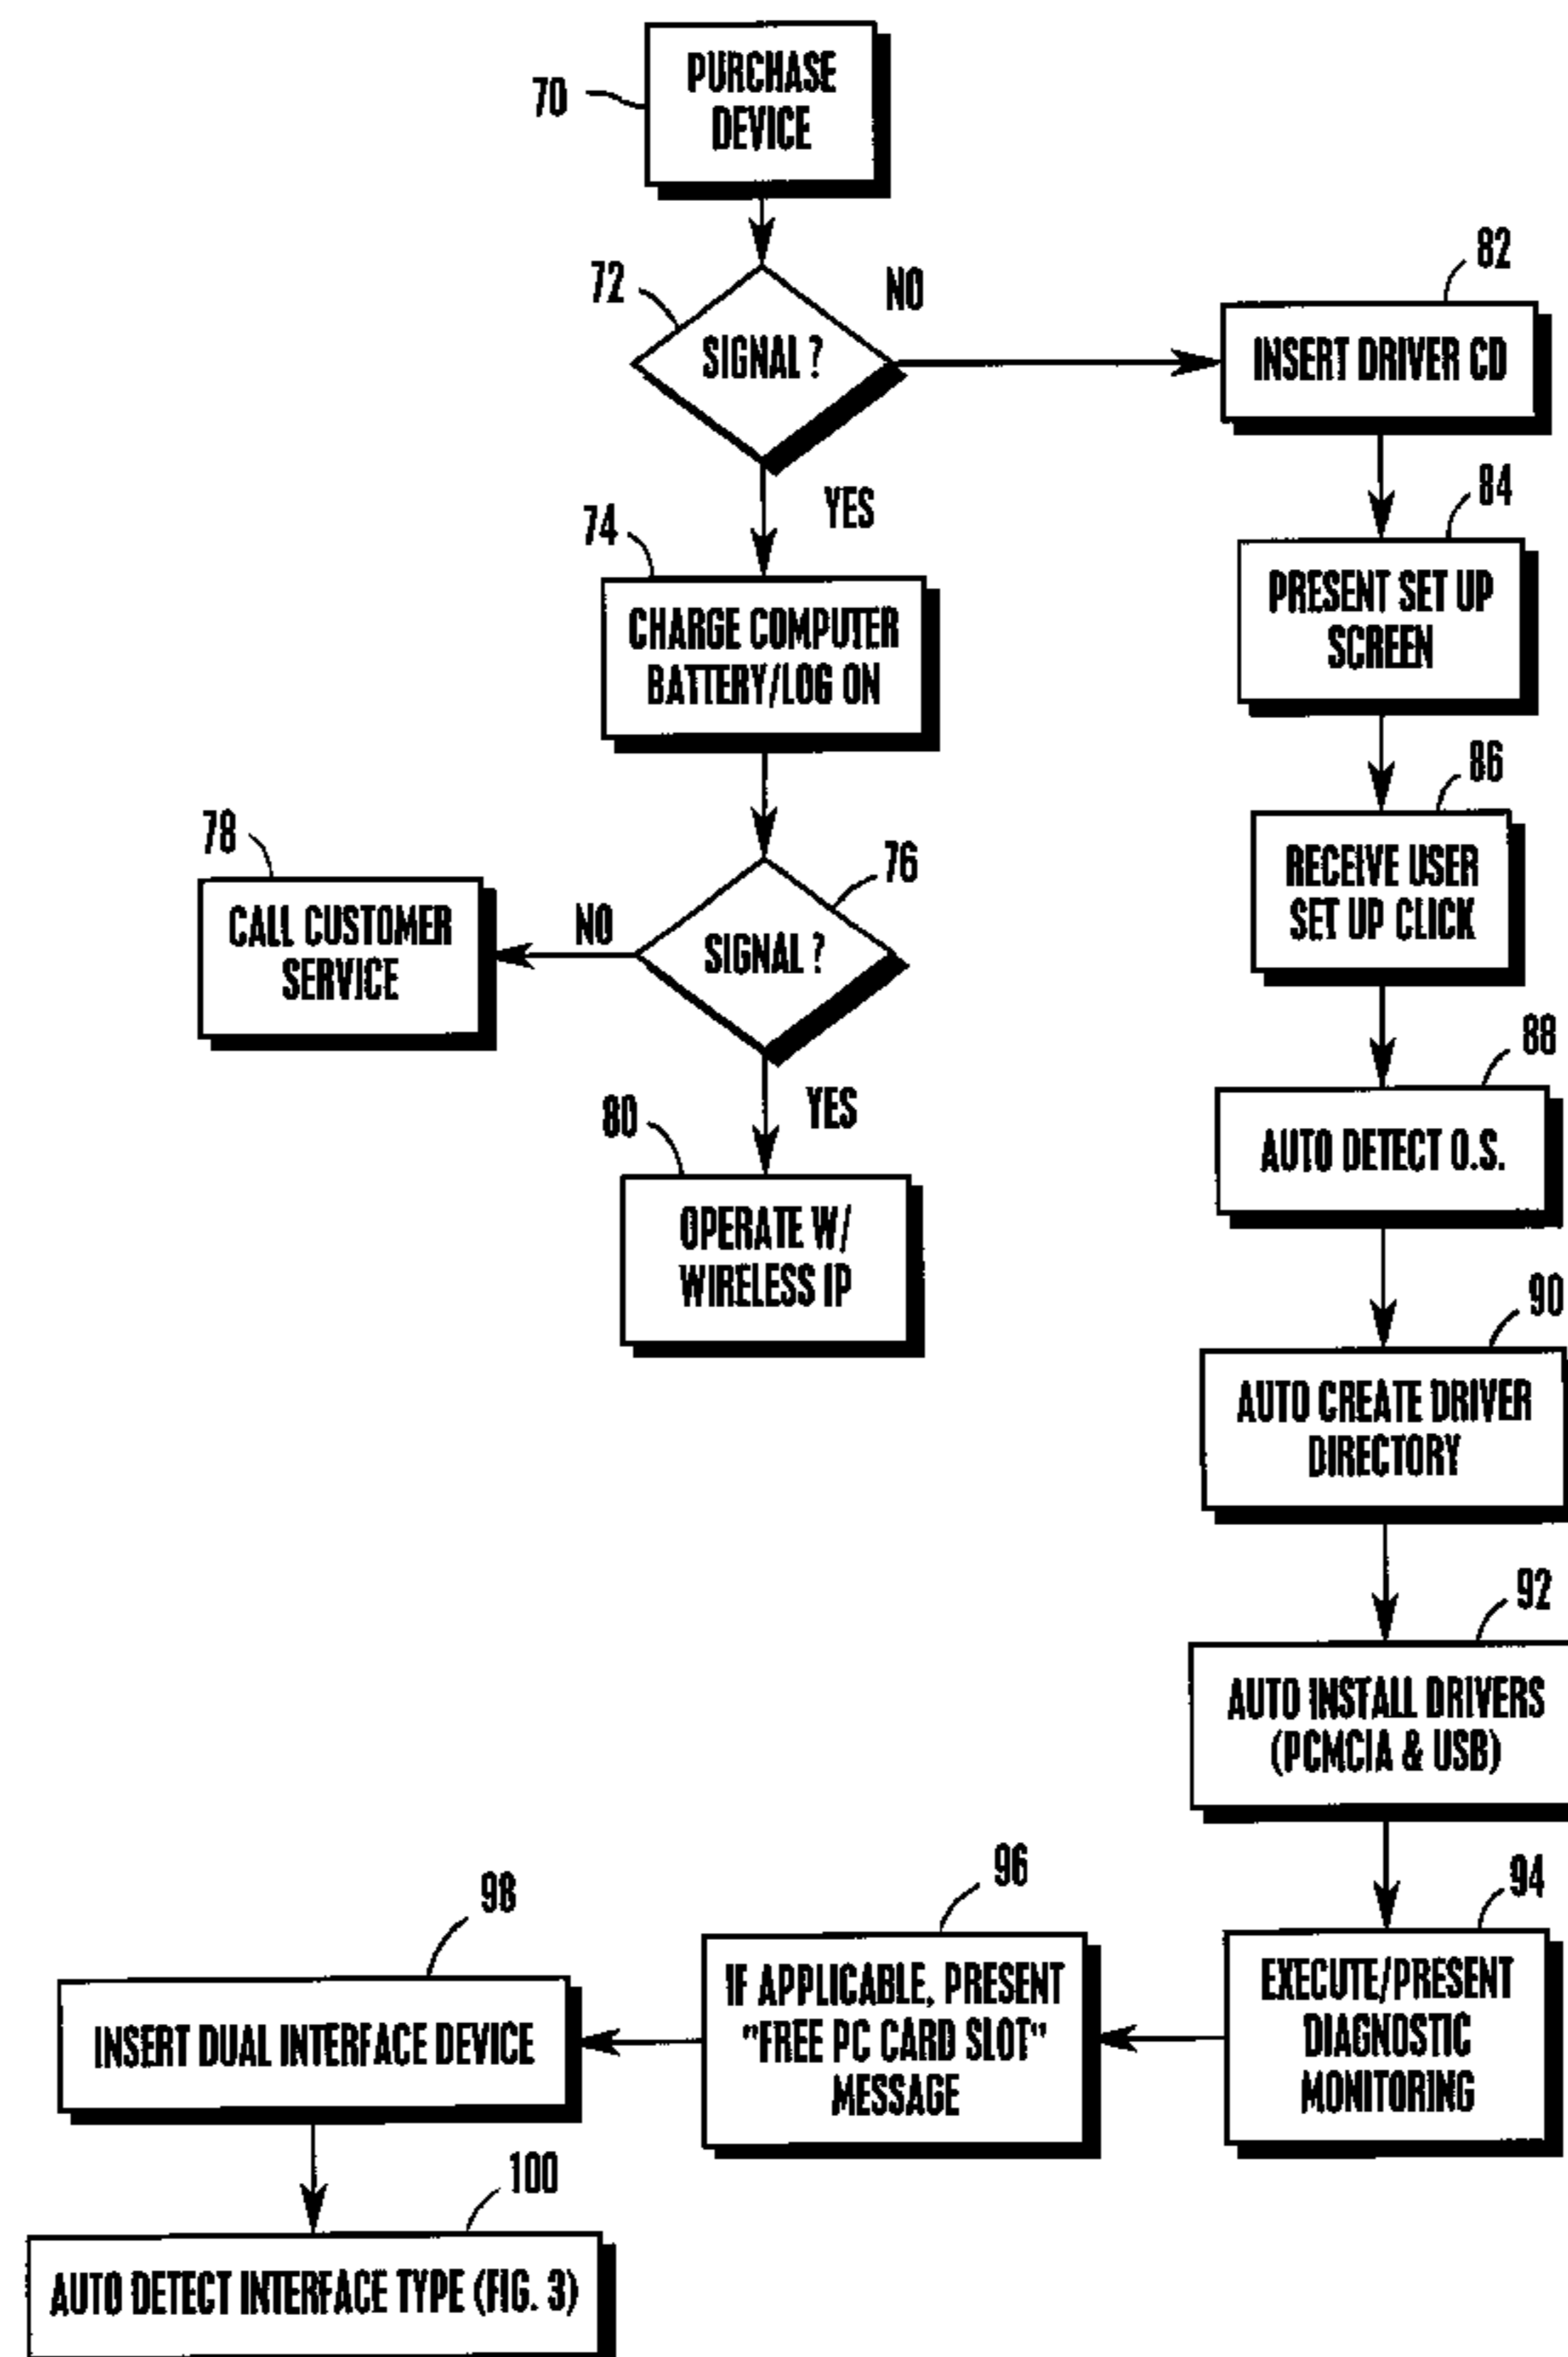 70
PURCHASE
DEVICE
72
SIGNAL?
NO
YES
74
CHARGE COMPUTER
BATTERY/LOG ON
76
SIGNAL?
NO
78
CALL CUSTOMER
SERVICE
YES
80
OPERATE W/
WIRELESS IP
82
INSERT DRIVER CD
84
PRESENT SET UP
SCREEN
86
RECEIVE USER
SET UP CLICK
88
AUTO DETECT O.S.
90
AUTO CREATE DRIVER
DIRECTORY
92
AUTO INSTALL DRIVERS
(PCMCIA & USB)
94
EXECUTE/PRESENT
DIAGNOSTIC
MONITORING
96
IF APPLICABLE, PRESENT
"FREE PC CARD SLOT"
MESSAGE
98
INSERT DUAL INTERFACE DEVICE
100
AUTO DETECT INTERFACE TYPE (FIG. 3)